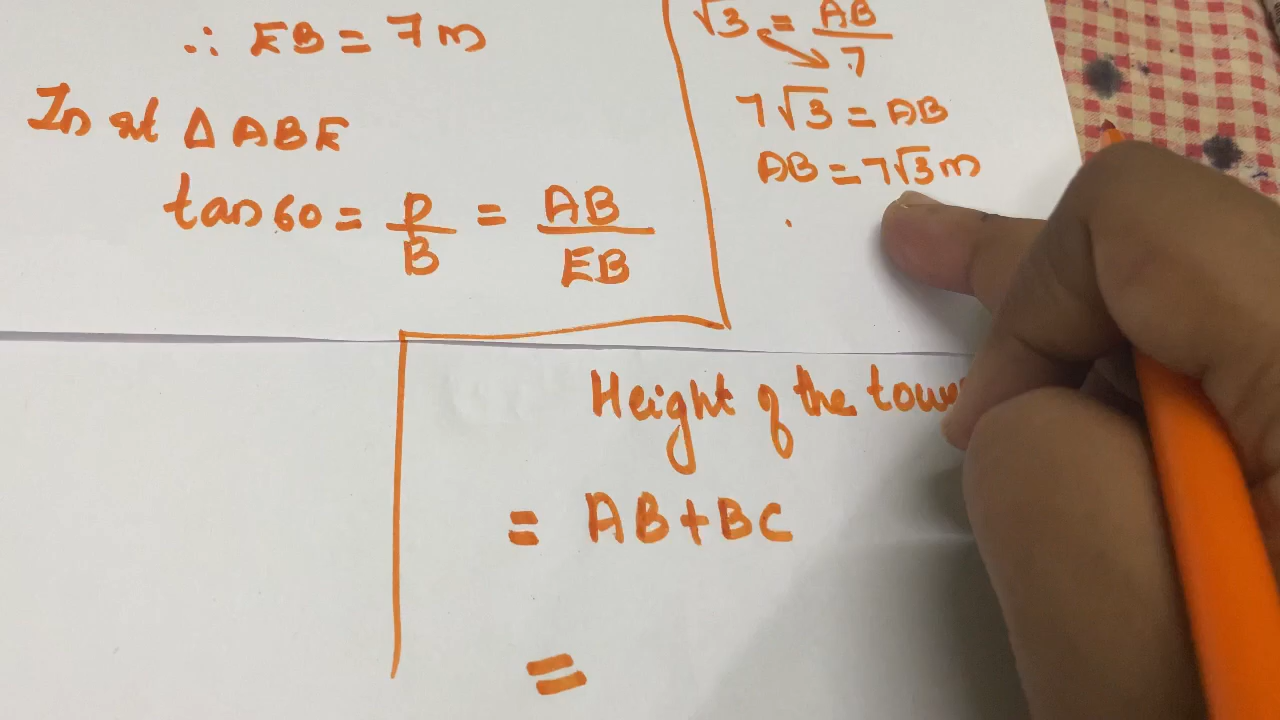 ∴ EB = 7 m
In rt Δ ABE
tan 60 = P/B = AB/EB
√3 = AB/7
7√3 = AB
AB = 7√3 m
Height of the
= AB + BC
=